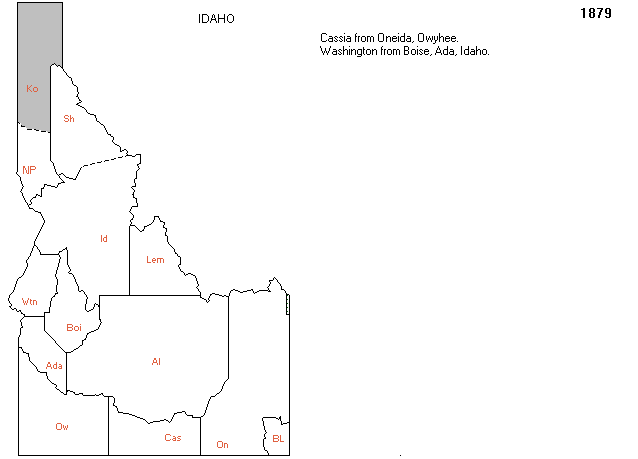 IDAHO
1879
Cassia from Oneida, Owyhee.
Washington from Boise, Ada, Idaho.
Ko
Sh
NP
Id
Lem
Wtn
Boi
Ada
Al
Ow
Cas
On
BL